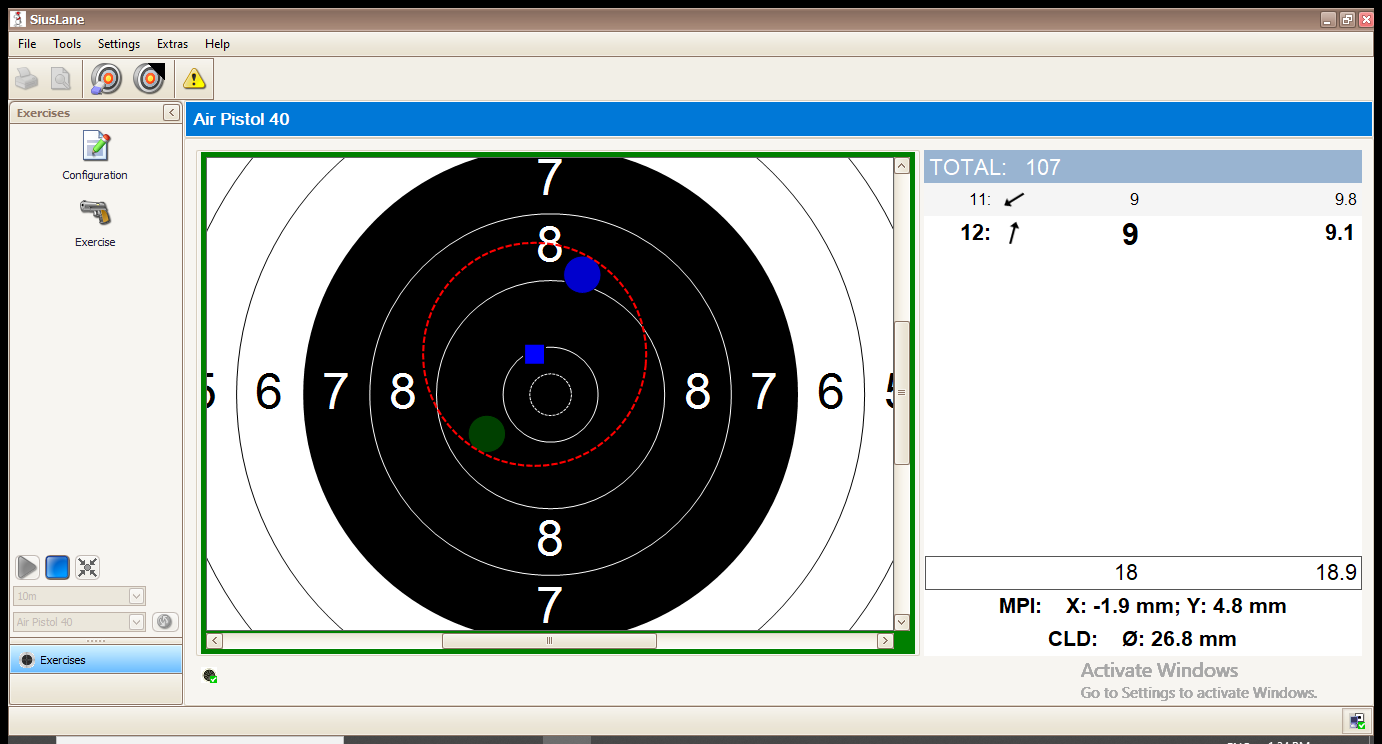 SiusLane
File Tools Settings Extras Help
Exercises
Configuration
Exercise
10m
Air Pistol 40
Exercises
Air Pistol 40
7
8
5 6 7 8 8 7 6 5
8
7
TOTAL: 107
11: 9 9.8
12: 9 9.1
18 18.9
MPI: X: -1.9 mm; Y: 4.8 mm
CLD: Ø: 26.8 mm
Activate Windows
Go to Settings to activate Windows.